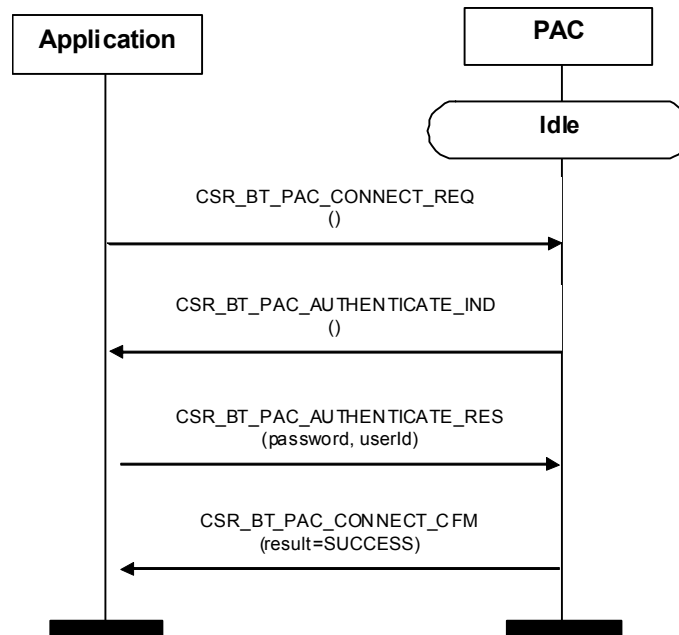 Application
PAC
Idle
CSR_BT_PAC_CONNECT_REQ
()
CSR_BT_PAC_AUTHENTICATE_IND
()
CSR_BT_PAC_AUTHENTICATE_RES
(password, userId)
CSR_BT_PAC_CONNECT_CFM
(result=SUCCESS)